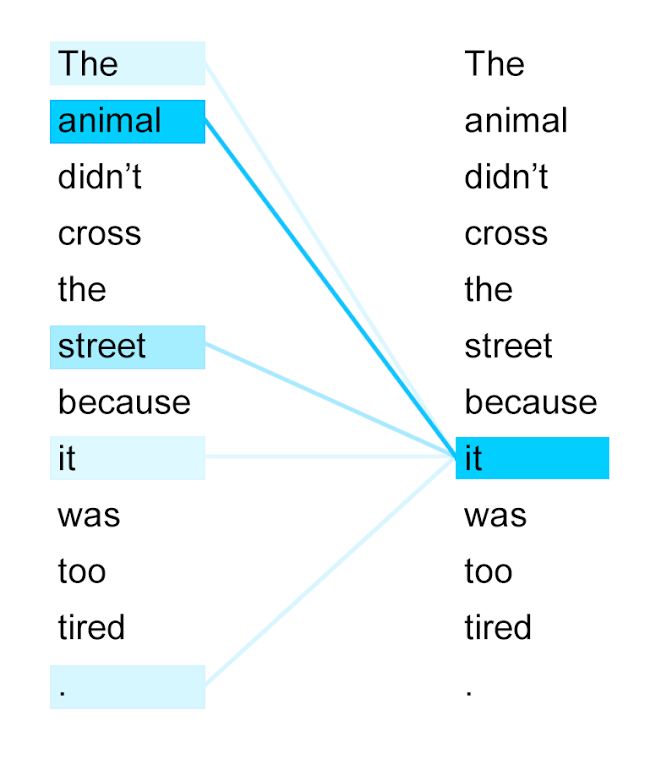 The
animal
didn’t
cross
the
street
because
it
was
too
tired
.
The
animal
didn’t
cross
the
street
because
it
was
too
tired
.